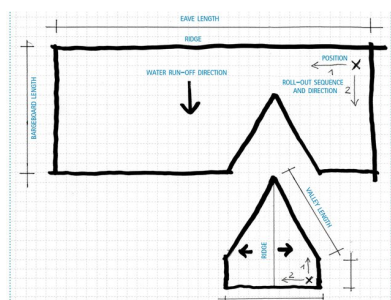 EAVE LENGTH
RIDGE
POSITION
1
WATER RUN-OFF DIRECTION
ROLL-OUT SEQUENCE
AND DIRECTION
2
BARGEBOARD LENGTH
VALLEY LENGTH
RIDGE
1
2